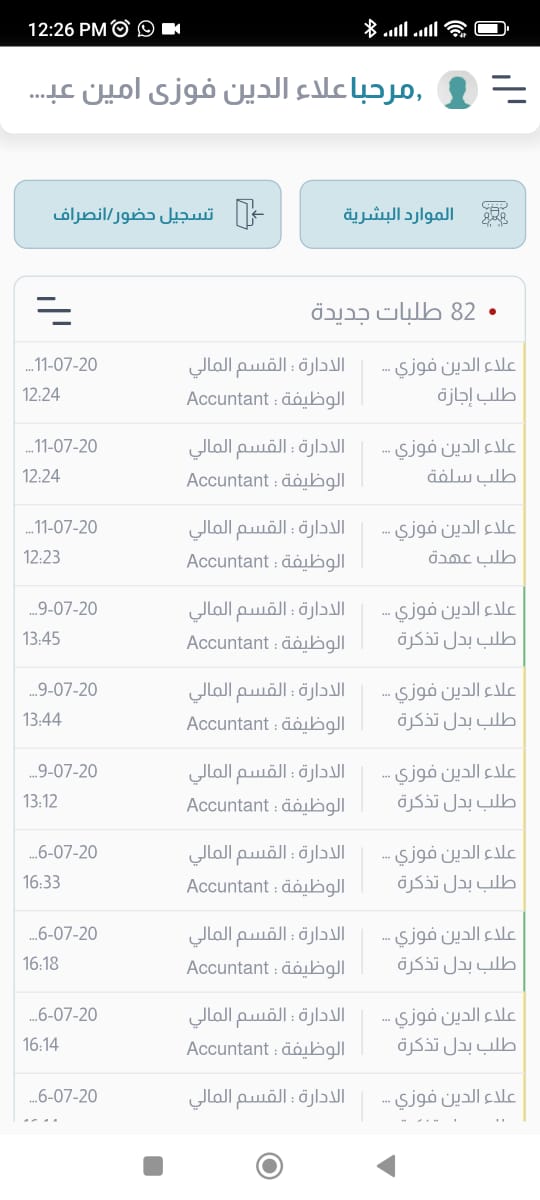 12:26 PM
مرحبا, علاء الدين فوزى امين عبـ...
الموارد البشرية
تسجيل حضور/انصراف
82 طلبات جديدة
علاء الدين فوزي ... الادارة : القسم المالي 11-07-20...
طلب إجازة الوظيفة : Accuntant 12:24
علاء الدين فوزي ... الادارة : القسم المالي 11-07-20...
طلب سلفة الوظيفة : Accuntant 12:24
علاء الدين فوزي ... الادارة : القسم المالي 11-07-20...
طلب عهدة الوظيفة : Accuntant 12:23
علاء الدين فوزي ... الادارة : القسم المالي 9-07-20...
طلب بدل تذكرة الوظيفة : Accuntant 13:45
علاء الدين فوزي ... الادارة : القسم المالي 9-07-20...
طلب بدل تذكرة الوظيفة : Accuntant 13:44
علاء الدين فوزي ... الادارة : القسم المالي 9-07-20...
طلب بدل تذكرة الوظيفة : Accuntant 13:12
علاء الدين فوزي ... الادارة : القسم المالي 6-07-20...
طلب بدل تذكرة الوظيفة : Accuntant 16:33
علاء الدين فوزي ... الادارة : القسم المالي 6-07-20...
طلب بدل تذكرة الوظيفة : Accuntant 16:18
علاء الدين فوزي ... الادارة : القسم المالي 6-07-20...
طلب بدل تذكرة الوظيفة : Accuntant 16:14
علاء الدين فوزي ... الادارة : القسم المالي 6-07-20...